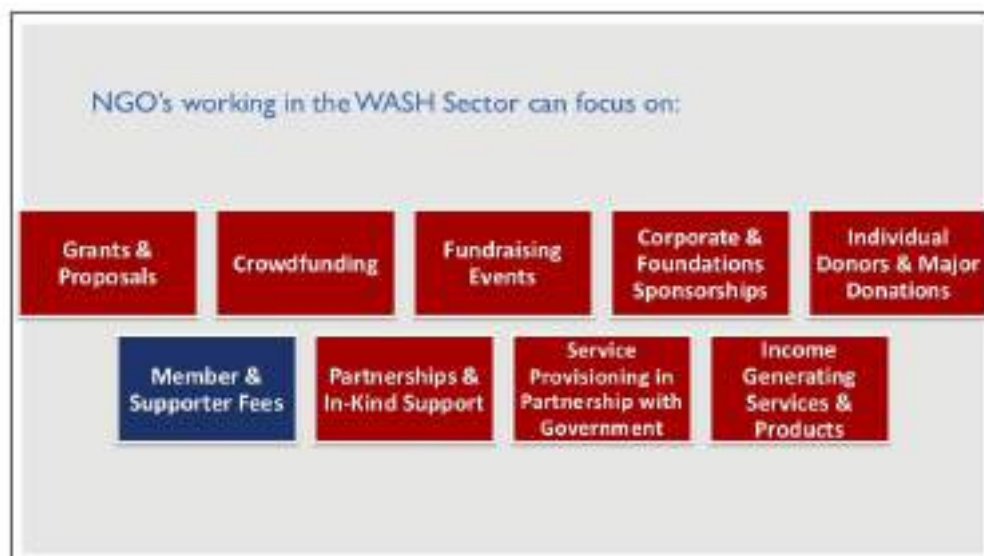 NGO's working in the WASH Sector can focus on:
Grants &
Proposals
Crowdfunding
Fundraising
Events
Corporate &
Foundations
Sponsorships
Individual
Donors & Major
Donations
Member &
Supporter Fees
Partnerships &
In-Kind Support
Service
Provisioning in
Partnership with
Government
Income
Generating
Services &
Products